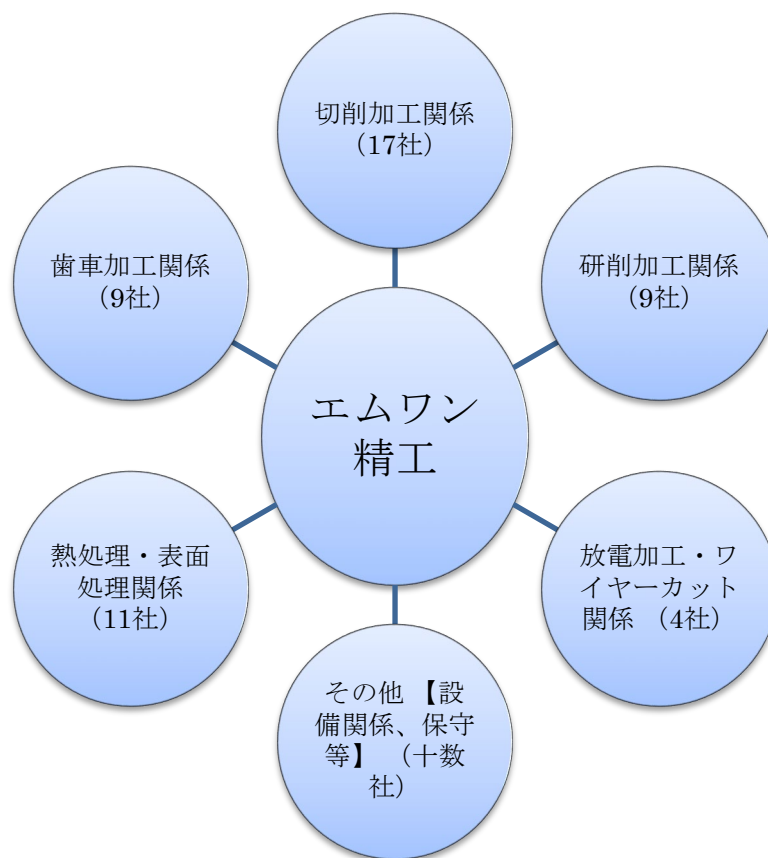 切削加工関係
（17社）
歯車加工関係
（9社）
研削加工関係
（9社）
エムワン
精工
熱処理・表面
処理関係
（11社）
放電加工・ワ
イヤーカット
関係 （4社）
その他 【設
備関係、保守
等】 （十数
社）